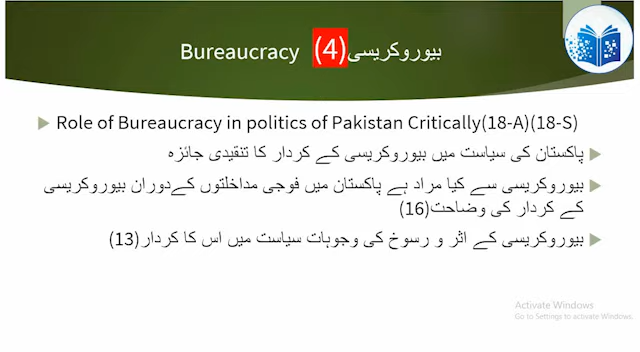 Bureaucracy (4) بیوروکریسی
Role of Bureaucracy in politics of Pakistan Critically(18-A)(18-S)
پاکستان کی سیاست میں بیوروکریسی کے کردار کا تنقیدی جائزہ
بیوروکریسی سے کیا مراد ہے پاکستان میں فوجی مداخلتوں کےدوران بیوروکریسی
کے کردار کی وضاحت(16)
بیوروکریسی کے اثر و رسوخ کی وجوہات سیاست میں اس کا کردار(13)
Activate Windows
Go to Settings to activate Windows.